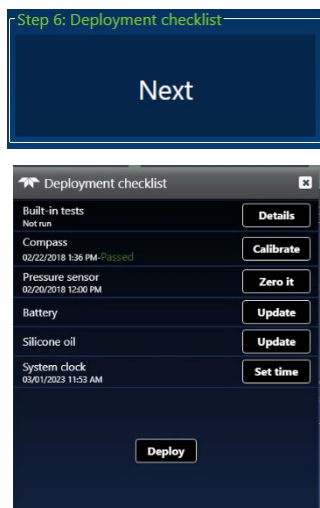 Step 6: Deployment checklist
Next
Deployment checklist
Built-in tests
Not run
Details
Compass
02/22/2018 1:36 PM-Passed
Calibrate
Pressure sensor
02/20/2018 12:00 PM
Zero it
Battery
Update
Silicone oil
Update
System clock
03/01/2023 11:53 AM
Set time
Deploy